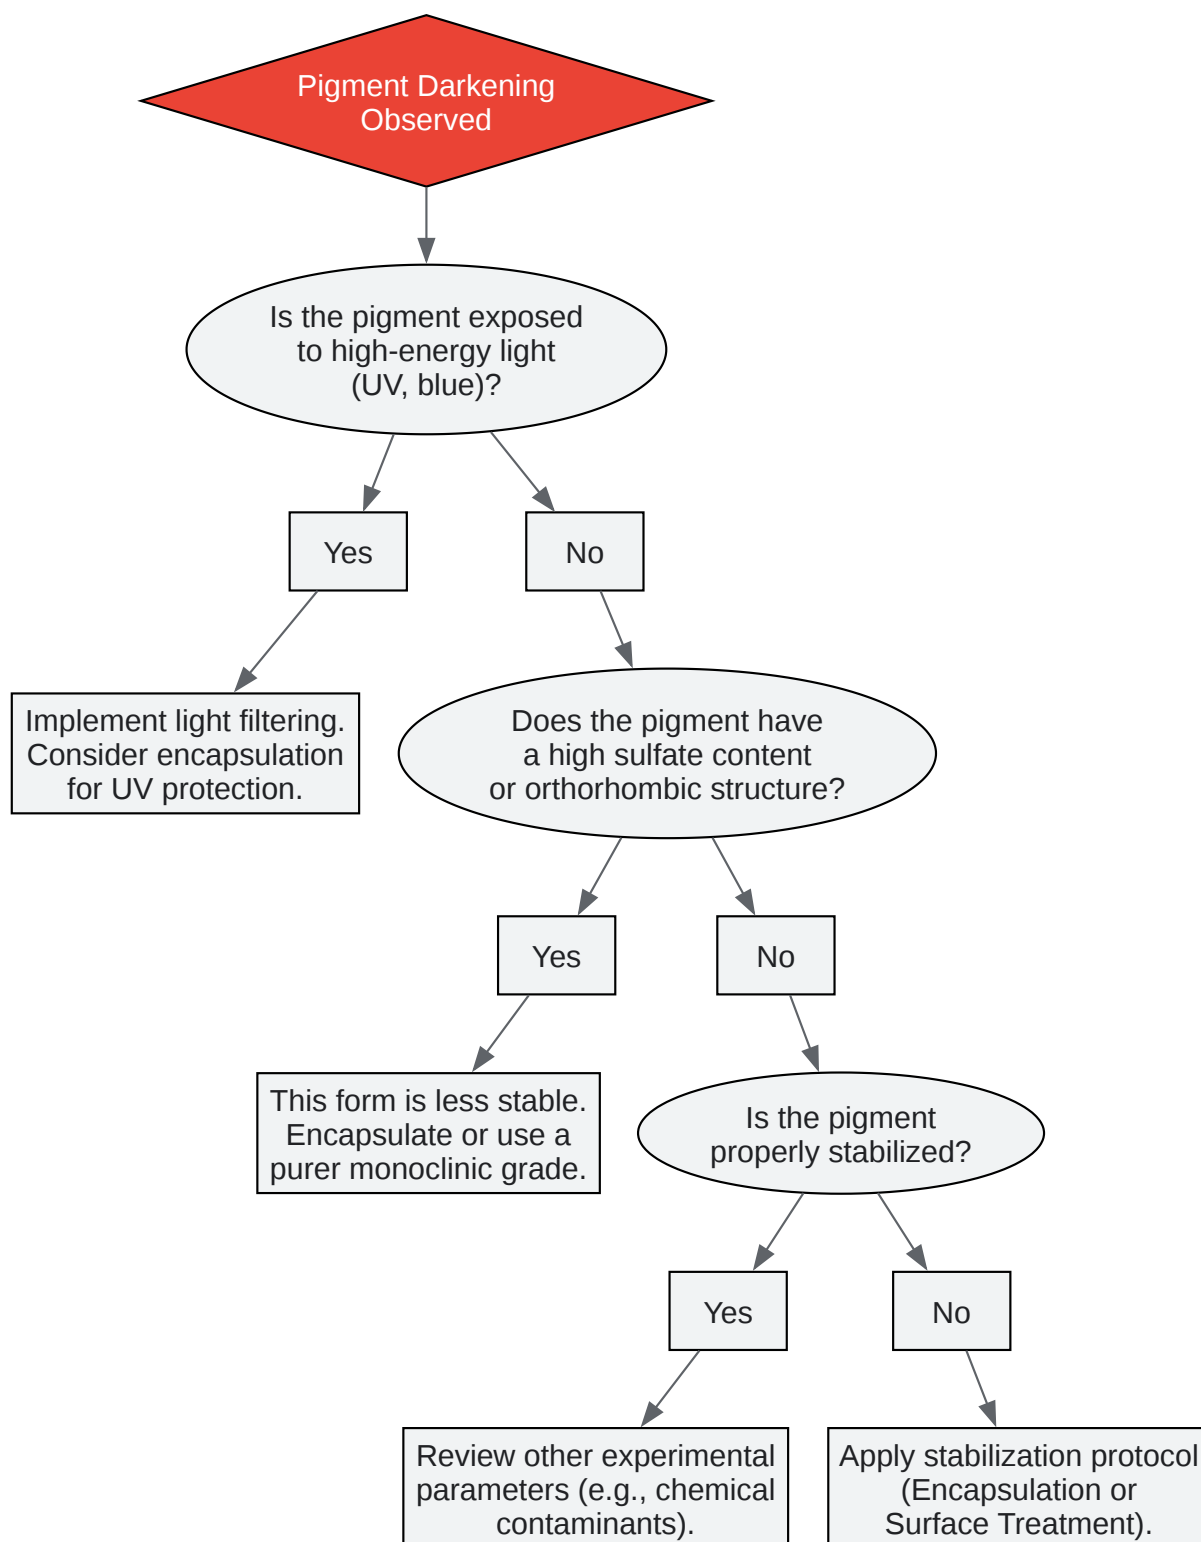 Pigment Darkening
Observed
Is the pigment exposed
to high-energy light
(UV, blue)?
Yes
No
Implement light filtering.
Consider encapsulation
for UV protection.
Does the pigment have
a high sulfate content
or orthorhombic structure?
Yes
No
This form is less stable.
Encapsulate or use a
purer monoclinic grade.
Is the pigment
properly stabilized?
Yes
No
Review other experimental
parameters (e.g., chemical
contaminants).
Apply stabilization protocol
(Encapsulation or
Surface Treatment).